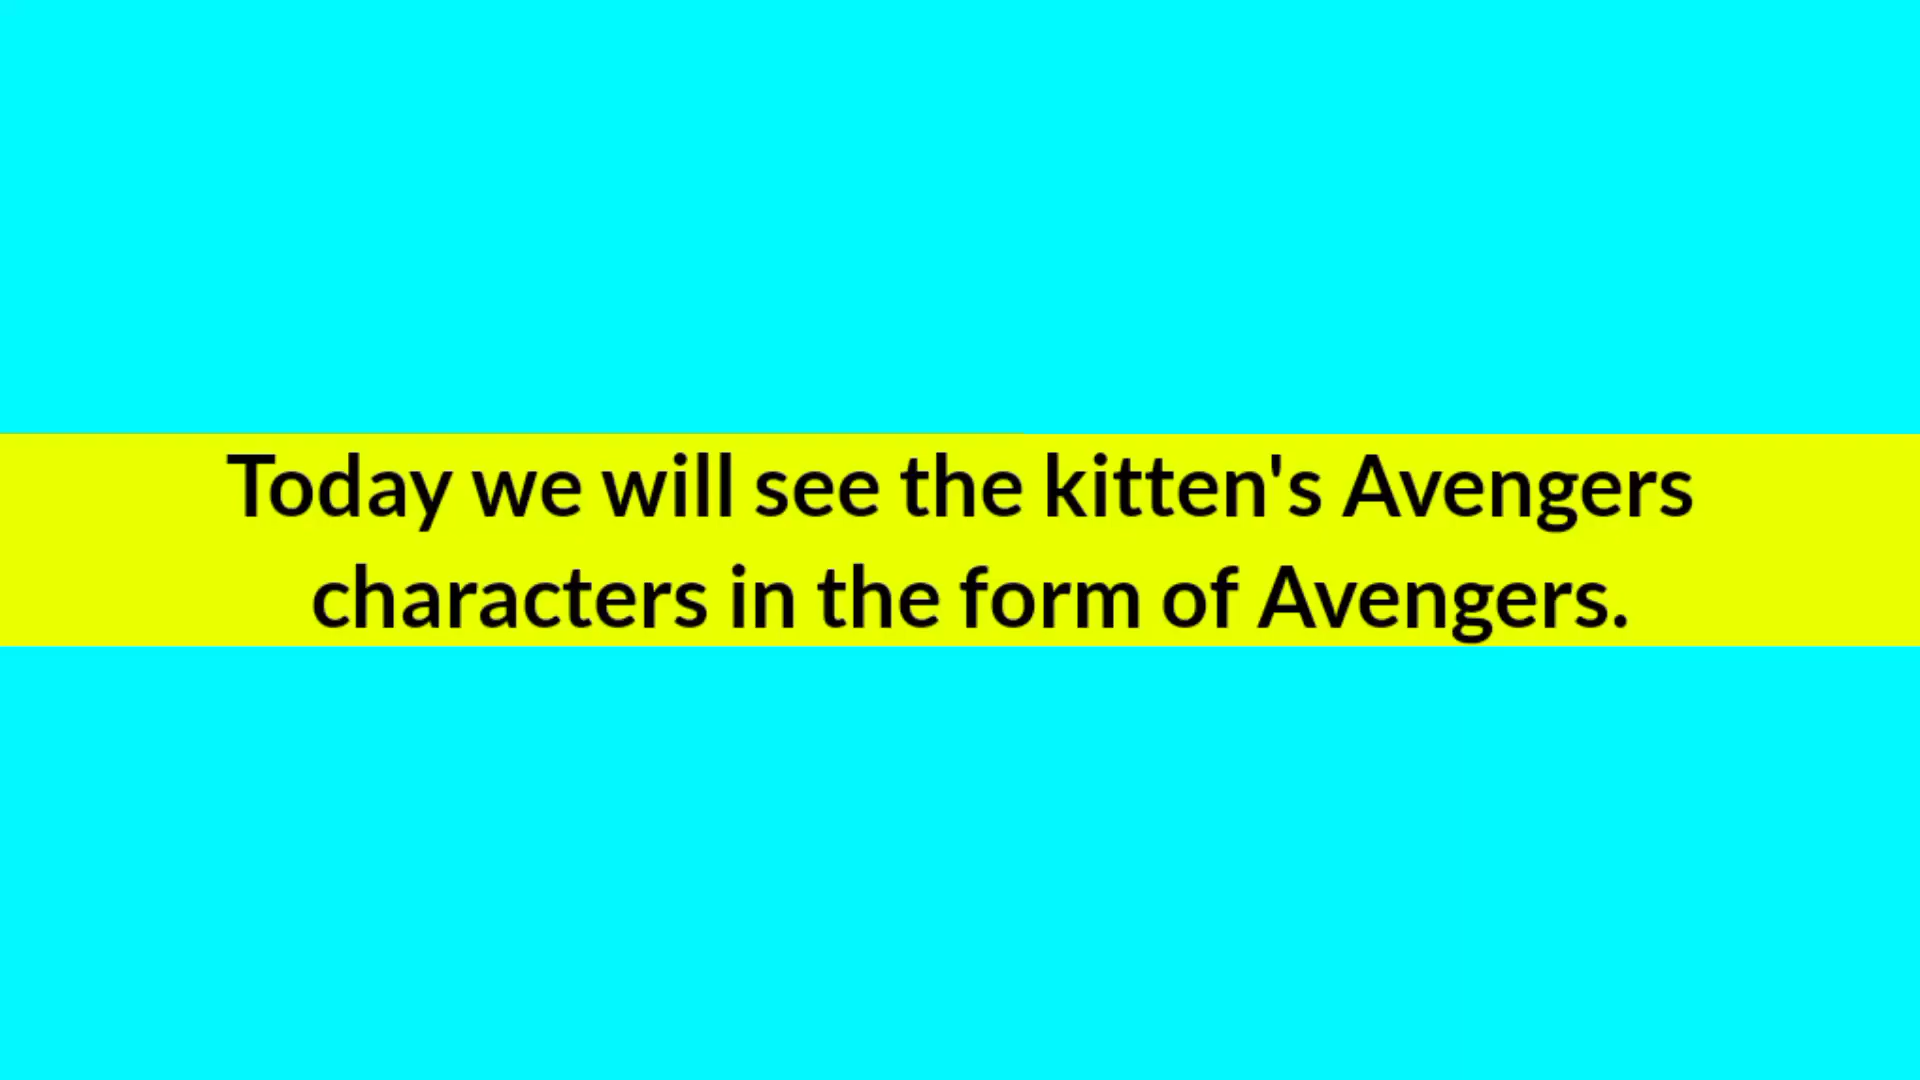 Today we will see the kitten's Avengers
characters in the form of Avengers.